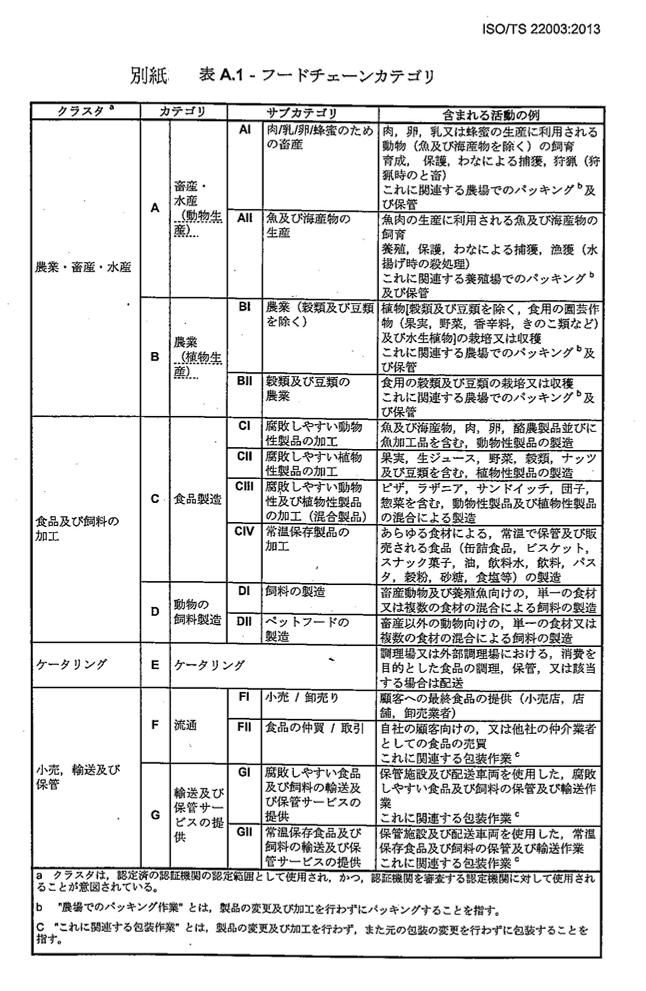 ISO/TS 22003:2013
別紙 表 A.1 - フードチェーンカテゴリ
クラスタ a カテゴリ サブカテゴリ 含まれる活動の例
農業・畜産・水産
A
畜産・
水産
(動物生
産)
AI
肉/乳/卵/蜂蜜のため
の畜産
肉，卵，乳又は蜂蜜の生産に利用される
動物（魚及び海産物を除く）の飼育
育成， 保護，わなによる捕獲，狩猟（狩
猟時のと畜）
これに関連する農場でのパッキング b 及
び保管
AII
魚及び海産物の
生産
魚肉の生産に利用される魚及び海産物の
飼育
養殖，保護，わなによる捕獲，漁獲（水
揚げ時の殺処理）
これに関連する養殖場でのパッキング b
及び保管
B
農業
(植物生
産)
BI
農業（穀類及び豆類
を除く）
植物[穀類及び豆類を除く，食用の園芸作
物（果実，野菜，香辛料，きのこ類など）
及び水生植物]の栽培又は収穫
これに関連する農場でのパッキング b 及
び保管
BII
穀類及び豆類の
農業
食用の穀類及び豆類の栽培又は収穫
これに関連する農場でのパッキング b 及
び保管
食品及び飼料の
加工
C
食品製造
CI
腐敗しやすい動物
性製品の加工
魚及び海産物，肉，卵，酪農製品並びに
魚加工品を含む，動物性製品の製造
CII
腐敗しやすい植物
性製品の加工
果実，生ジュース，野菜，穀類，ナッツ
及び豆類を含む，植物性製品の製造
CIII
腐敗しやすい動物
性及び植物性製品
の加工（混合製品）
ピザ，ラザニア，サンドイッチ，団子，
惣菜を含む，動物性製品及び植物性製品
の混合による製造
CIV
常温保存製品の
加工
あらゆる食材による，常温で保管及び販
売される食品（缶詰食品，ビスケット，
スナック菓子，油，飲料水，飲料，パス
タ，穀粉，砂糖，食塩等）の製造
D
動物の
飼料製造
DI
飼料の製造
畜産動物及び養殖魚向けの，単一の食材
又は複数の食材の混合による飼料の製造
DII
ペットフードの
製造
畜産以外の動物向けの，単一の食材又は
複数の食材の混合による飼料の製造
ケータリング
E
ケータリング
調理場又は外部調理場における，消費を
目的とした食品の調理，保管，又は該当
する場合は配送
小売，輸送及び
保管
F
流通
FI
小売 / 卸売り
顧客への最終食品の提供（小売店，店
舗，卸売業者）
FII
食品の仲買 / 取引
自社の顧客向けの，又は他社の仲介業者
としての食品の売買
これに関連する包装作業 c
G
輸送及び
保管サー
ビスの提
供
GI
腐敗しやすい食品
及び飼料の輸送及
び保管サービスの
提供
保管施設及び配送車両を使用した，腐敗
しやすい食品及び飼料の保管及び輸送作
業
これに関連する包装作業 c
GII
常温保存食品及び
飼料の輸送及び保
管サービスの提供
保管施設及び配送車両を使用した，常温
保存食品及び飼料の保管及び輸送作業
これに関連する包装作業 c
a クラスタは，認定済の認証機関の認定範囲として使用され，かつ，認証機関を審査する認定機関に対して使用され
ることが意図されている。
b "農場でのパッキング作業" とは，製品の変更及び加工を行わずにパッキングすることを指す。
C "これに関連する包装作業" とは，製品の変更及び加工を行わず，また元の包装の変更を行わずに包装することを
指す。